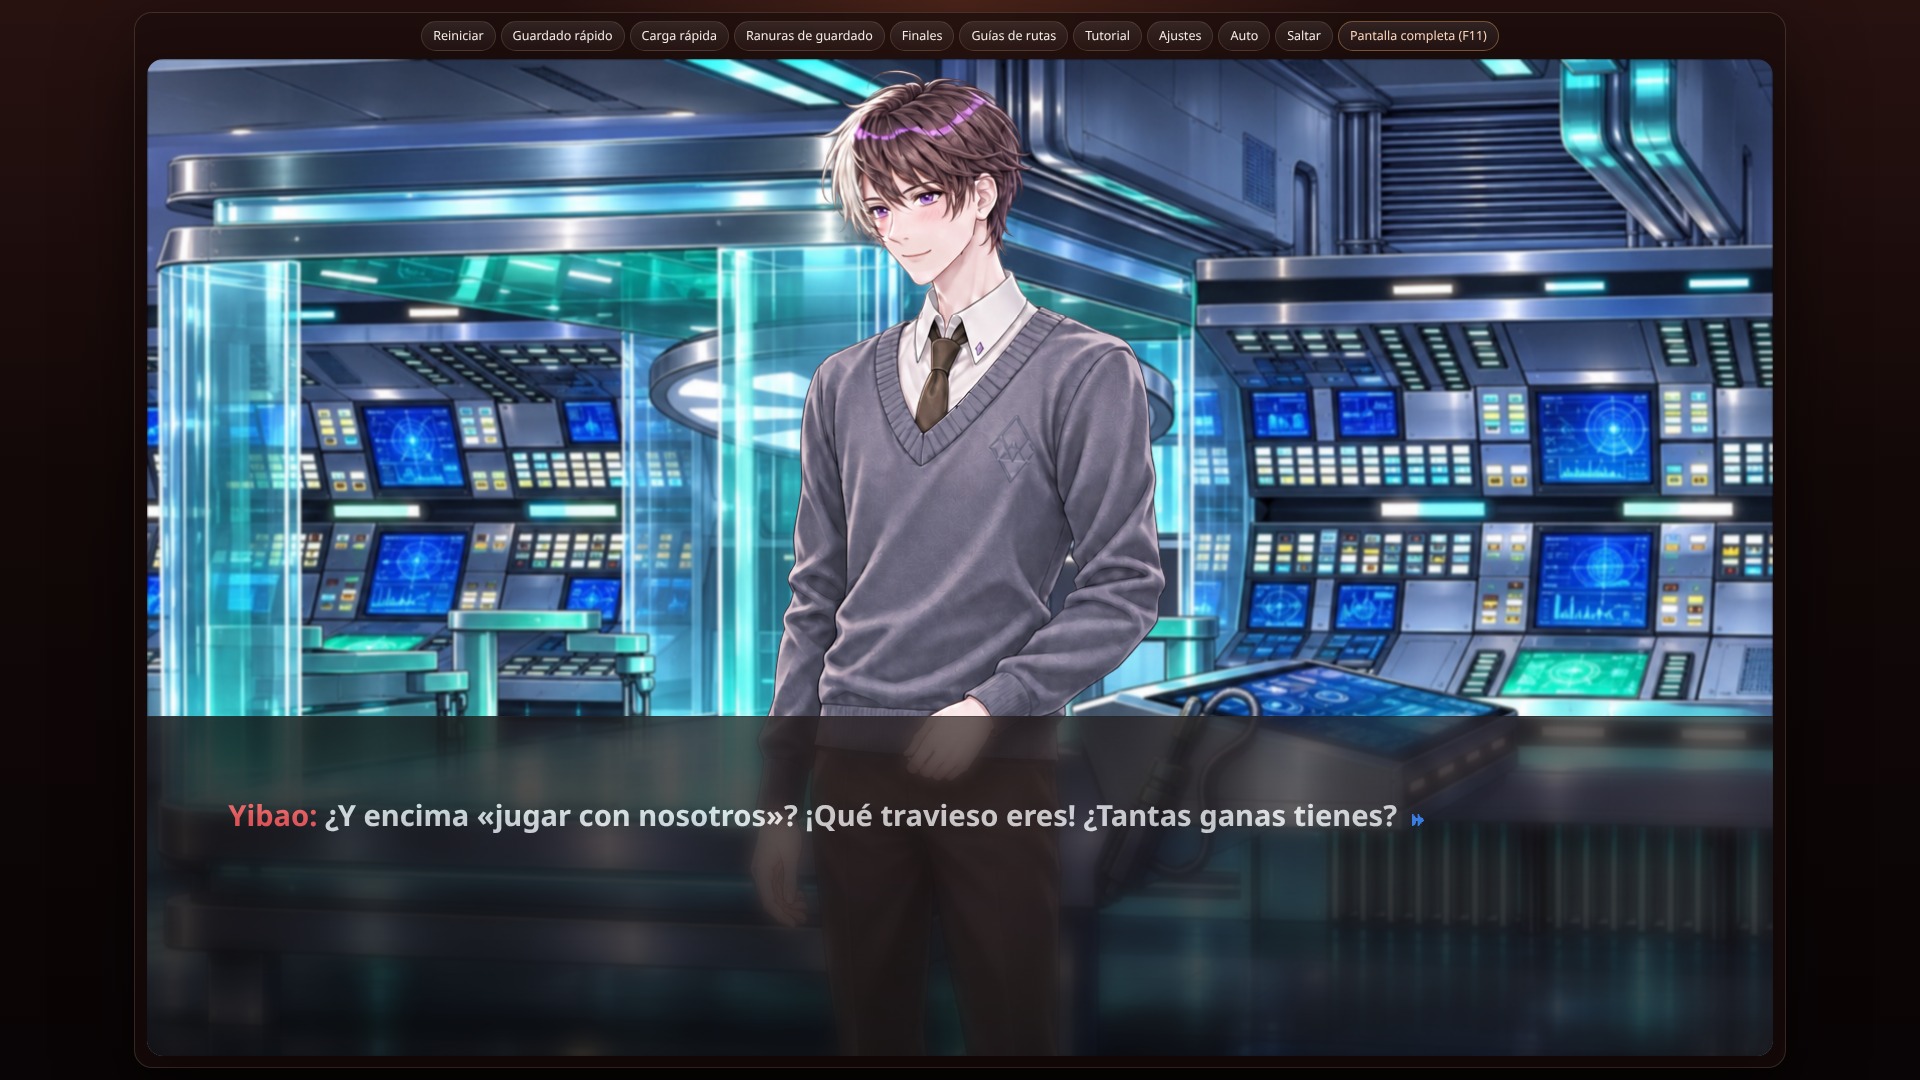 Reiniciar Guardado rápido Carga rápida Ranuras de guardado Finales Guías de rutas Tutorial Ajustes Auto Saltar Pantalla completa (F11)
Yibao: ¿Y encima «jugar con nosotros»? ¡Qué travieso eres! ¿Tantas ganas tienes?